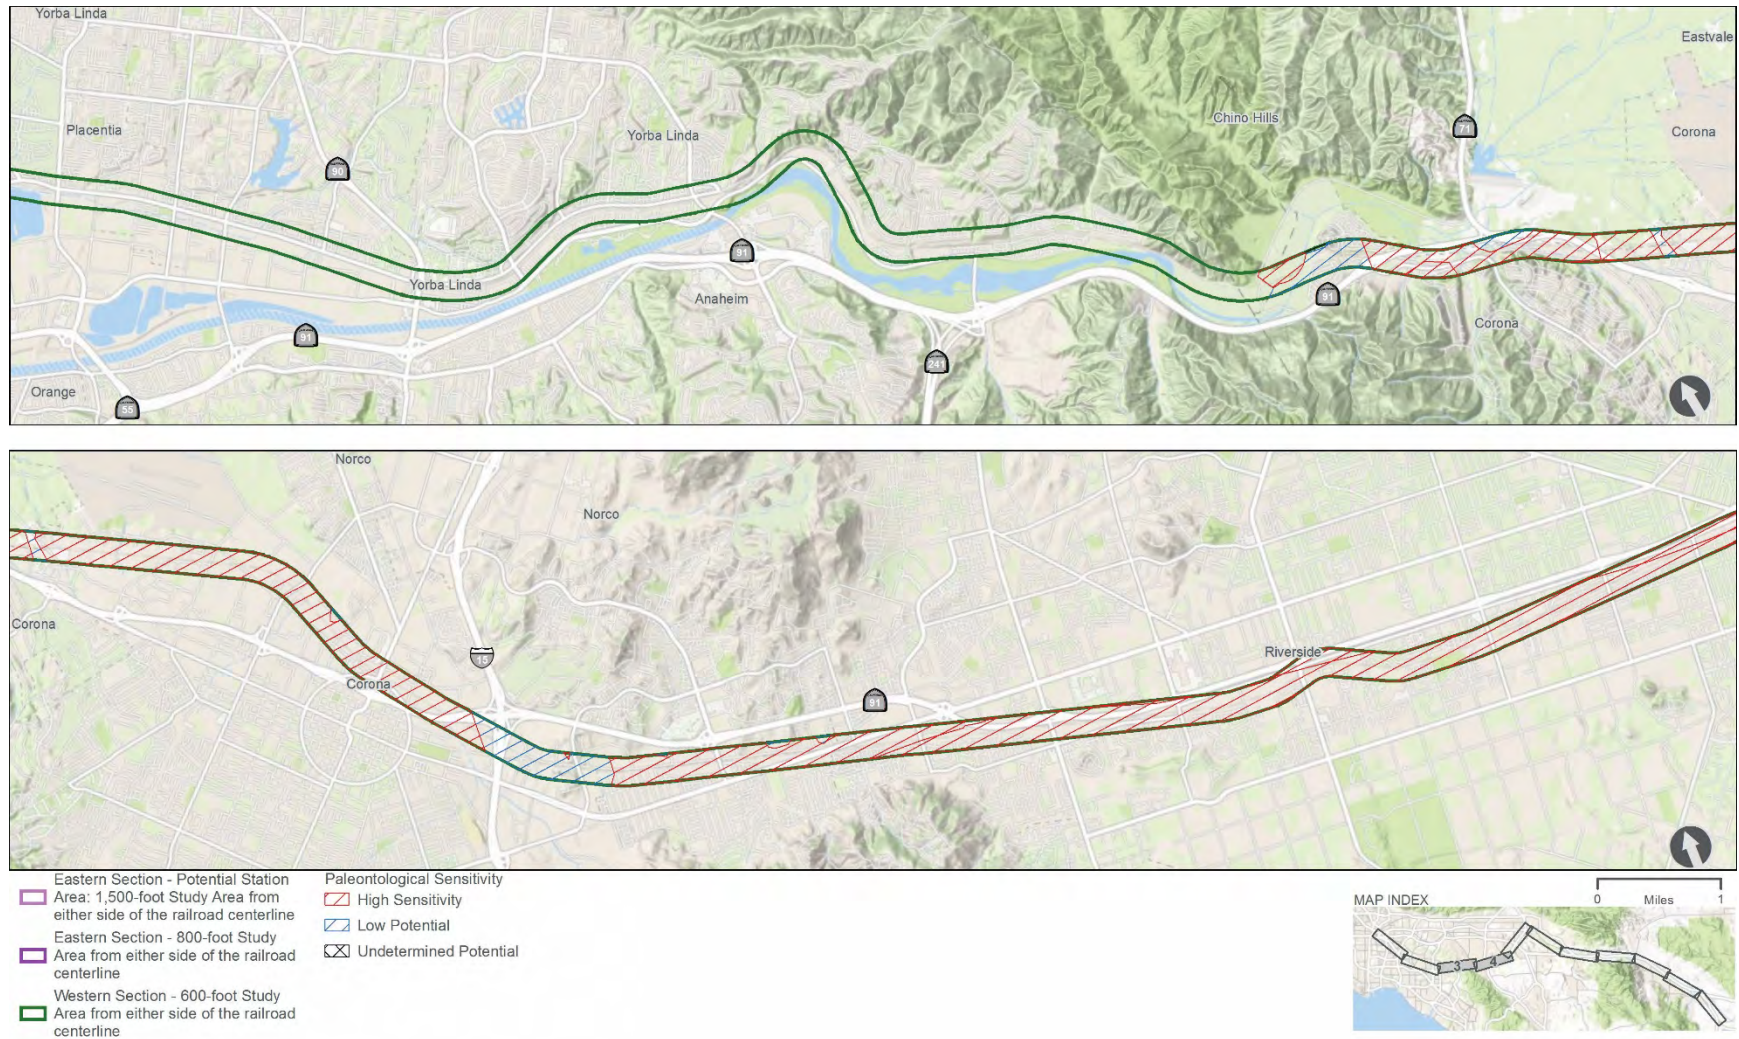 Yorba Linda
Eastvale
Chino Hills
71
Placentia
Yorba Linda
Corona
90
91
Yorba Linda
Anaheim
91
Corona
91
241
Orange
55
Norco
Norco
Corona
15
Riverside
Corona
91
Eastern Section - Potential Station
Area: 1,500-foot Study Area from
either side of the railroad centerline
Eastern Section - 800-foot Study
Area from either side of the railroad
centerline
Western Section - 600-foot Study
Area from either side of the railroad
centerline
Paleontological Sensitivity
High Sensitivity
Low Potential
Undetermined Potential
0 Miles 1
MAP INDEX
3
4